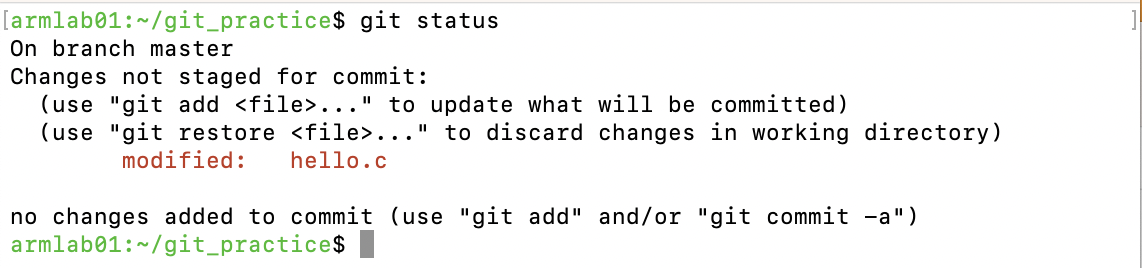 [armlab01:~/git_practice$ git status ]
On branch master
Changes not staged for commit:
  (use "git add <file>..." to update what will be committed)
  (use "git restore <file>..." to discard changes in working directory)
        modified:   hello.c

no changes added to commit (use "git add" and/or "git commit -a")
armlab01:~/git_practice$